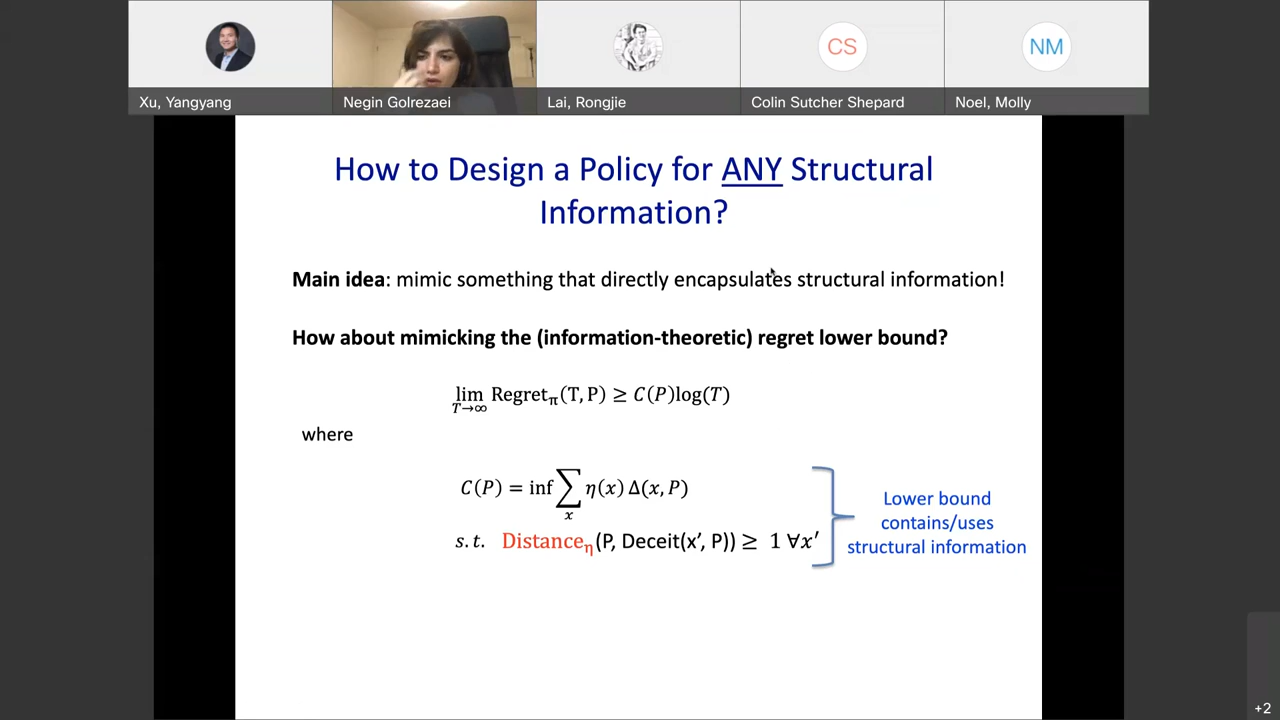 CS
NM
Xu, Yangyang
Negin Golrezaei
Lai, Rongjie
Colin Sutcher Shepard
Noel, Molly
How to Design a Policy for ANY Structural
Information?
Main idea: mimic something that directly encapsulates structural information!
How about mimicking the (information-theoretic) regret lower bound?
lim T→∞ Regretπ(T, P) ≥ C(P)log(T)
where
C(P) = inf ∑x η(x) Δ(x, P)
s.t. Distanceη(P, Deceit(x’, P)) ≥ 1 ∀x′
Lower bound
contains/uses
structural information
+2